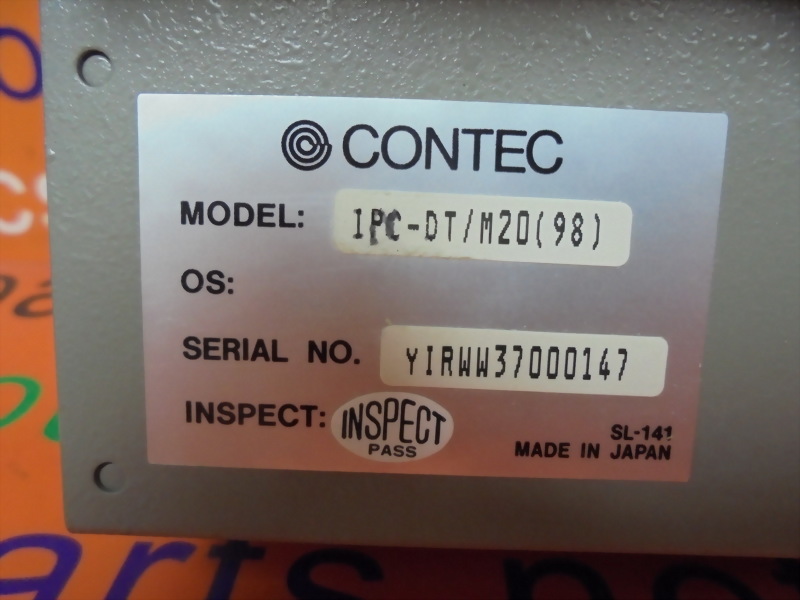 CONTEC
MODEL: IPC-DT/M20(98)
OS:
SERIAL NO. YIRWW37000147
INSPECT: INSPECT
PASS
SL-141
MADE IN JAPAN